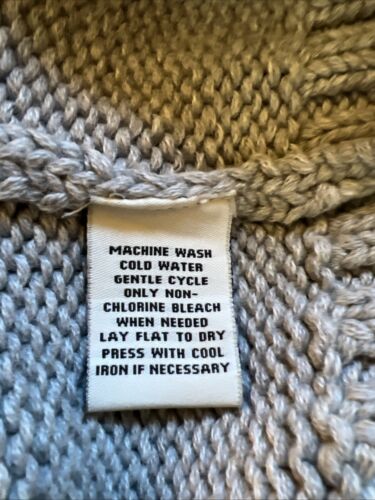 MACHINE WASH
COLD WATER
GENTLE CYCLE
ONLY NON-
CHLORINE BLEACH
WHEN NEEDED
LAY FLAT TO DRY
PRESS WITH COOL
IRON IF NECESSARY